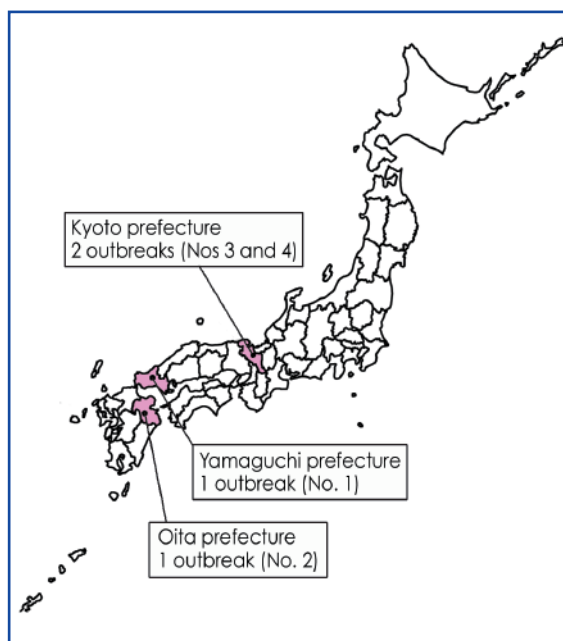 Kyoto prefecture
2 outbreaks (Nos 3 and 4)
Yamaguchi prefecture
1 outbreak (No. 1)
Oita prefecture
1 outbreak (No. 2)